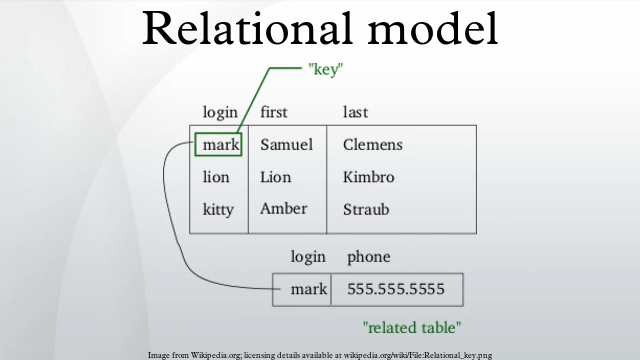 Relational model
"key"
login first last
mark Samuel Clemens
lion Lion Kimbro
kitty Amber Straub
login phone
mark 555.555.5555
"related table"
Image from Wikipedia.org; licensing details available at wikipedia.org/wiki/File:Relational_key.png